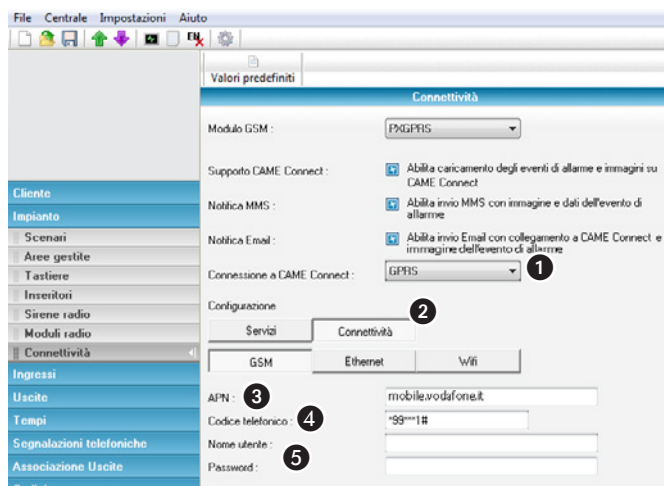 File Centrale Impostazioni Aiuto
EN
Valori predefiniti
Connettività
Modulo GSM : PXGPRS
Supporto CAME Connect : Abilita caricamento degli eventi di allarme e immagini su
CAME Connect
Notifica MMS : Abilita invio MMS con immagine e dati dell'evento di
allarme
Notifica Email : Abilita invio Email con collegamento a CAME Connect e
immagine dell'evento di allarme
Connessione a CAME Connect : GPRS 1
Configurazione
2
Servizi Connettività
GSM Ethernet Wifi
APN : 3 mobile.vodafone.it
Codice telefonico : 4 *99***1#
Nome utente :
5
Password :
Cliente
Impianto
Scenari
Aree gestite
Tastiere
Inseritori
Sirene radio
Moduli radio
Connettività
Ingressi
Uscite
Tempi
Segnalazioni telefoniche
Associazione Uscite